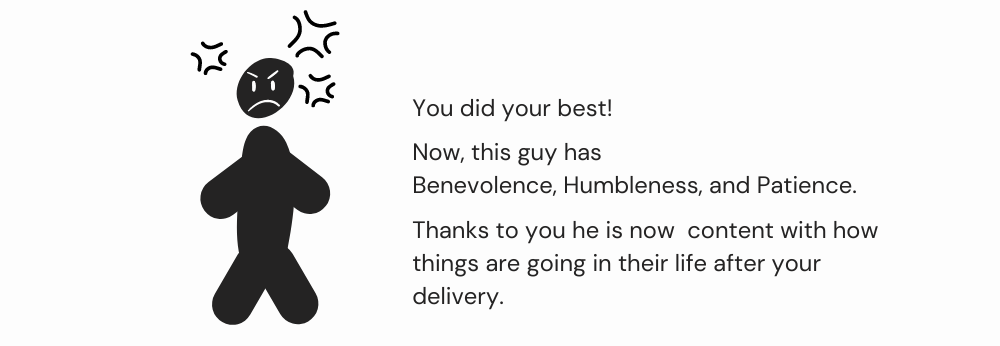 You did your best!
Now, this guy has
Benevolence, Humbleness, and Patience.
Thanks to you he is now  content with how
things are going in their life after your
delivery.